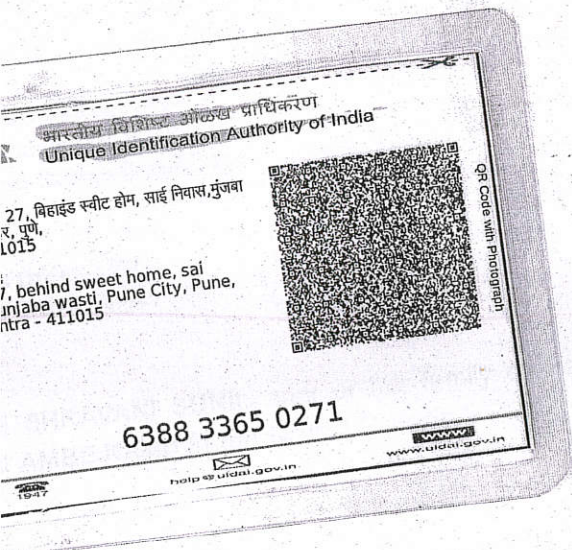 भारतीय विशिष्ट ओळख प्राधिकरण
Unique Identification Authority of India
27, बिहाइंड स्वीट होम, साई निवास,मुंजबा
र, पुणे,
1015
7, behind sweet home, sai
unjaba wasti, Pune City, Pune,
ntra - 411015
QR Code with Photograph
6388 3365 0271
1947
help@uidai.gov.in
www
www.uidai.gov.in